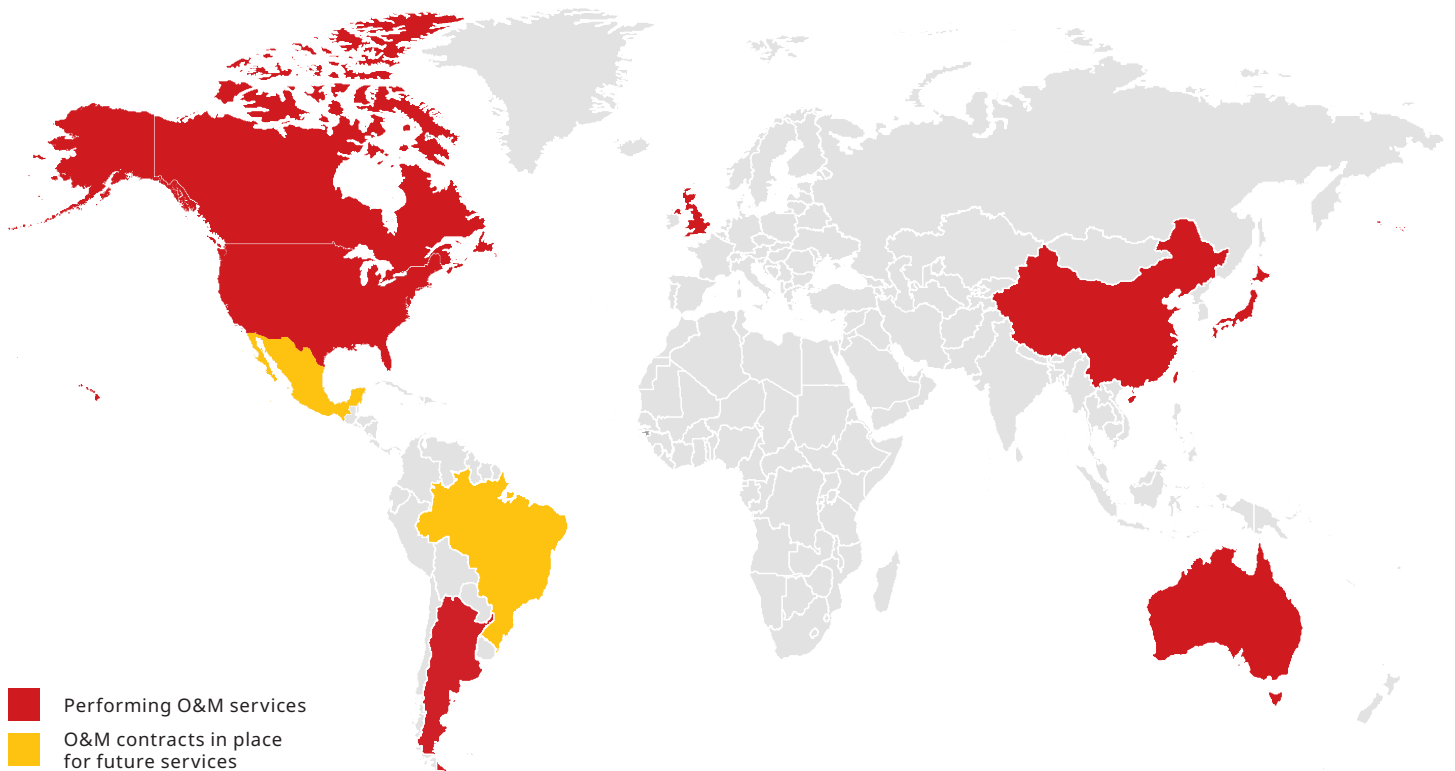 Performing O&M services
O&M contracts in place
for future services